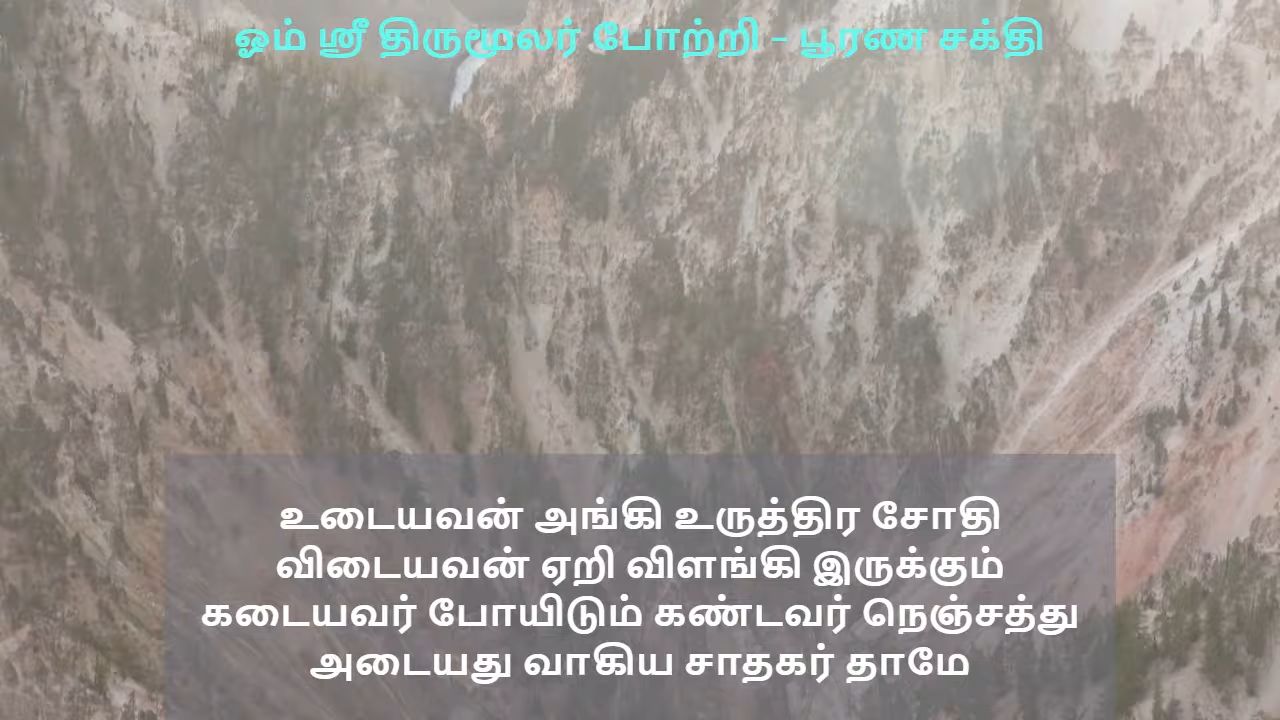 ஓம் ஸ்ரீ திருமூலர் போற்றி - பூரண சக்தி
உடையவன் அங்கி உருத்திர சோதி
விடையவன் ஏறி விளங்கி இருக்கும்
கடையவர் போயிடும் கண்டவர் நெஞ்சத்து
அடையது வாகிய சாதகர் தாமே